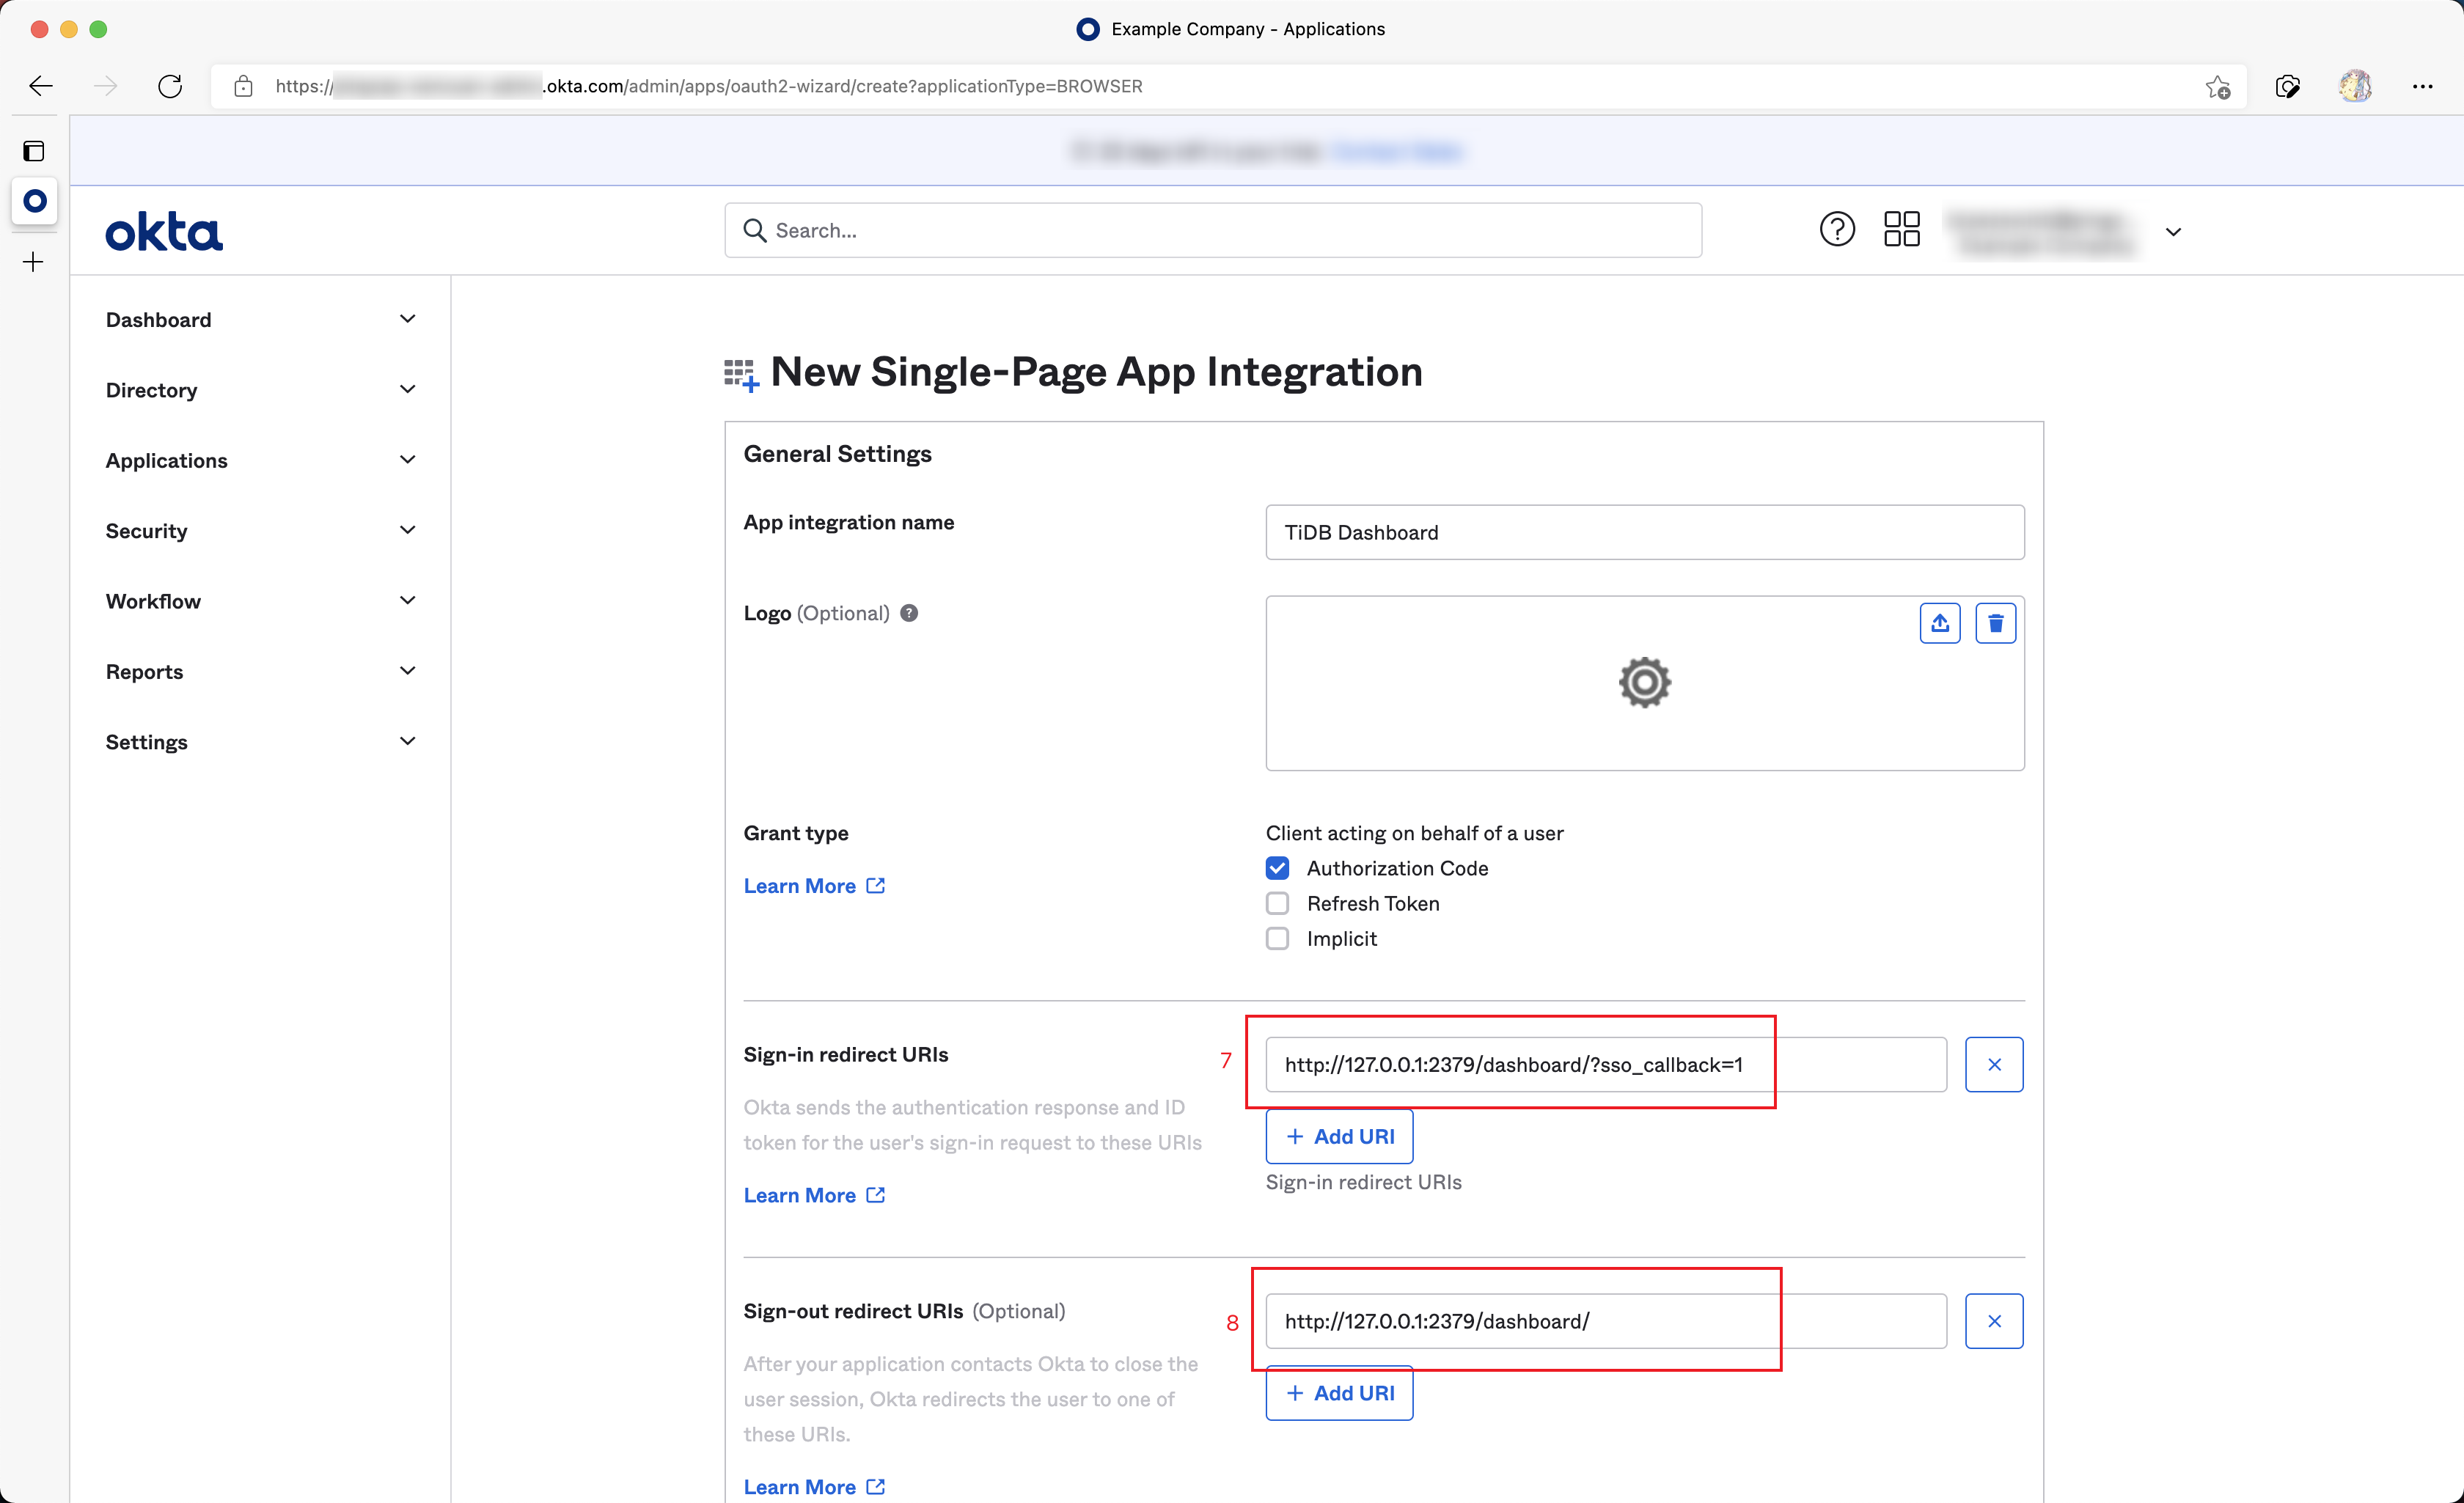 Example Company - Applications
https:// .okta.com/admin/apps/oauth2-wizard/create?applicationType=BROWSER
okta
Search...
Dashboard
Directory
Applications
Security
Workflow
Reports
Settings
New Single-Page App Integration
General Settings
App integration name
TiDB Dashboard
Logo (Optional)
Grant type
Learn More
Client acting on behalf of a user
Authorization Code
Refresh Token
Implicit
Sign-in redirect URIs
Okta sends the authentication response and ID
token for the user's sign-in request to these URIs
Learn More
7
http://127.0.0.1:2379/dashboard/?sso_callback=1
+ Add URI
Sign-in redirect URIs
Sign-out redirect URIs (Optional)
After your application contacts Okta to close the
user session, Okta redirects the user to one of
these URIs.
Learn More
8
http://127.0.0.1:2379/dashboard/
+ Add URI